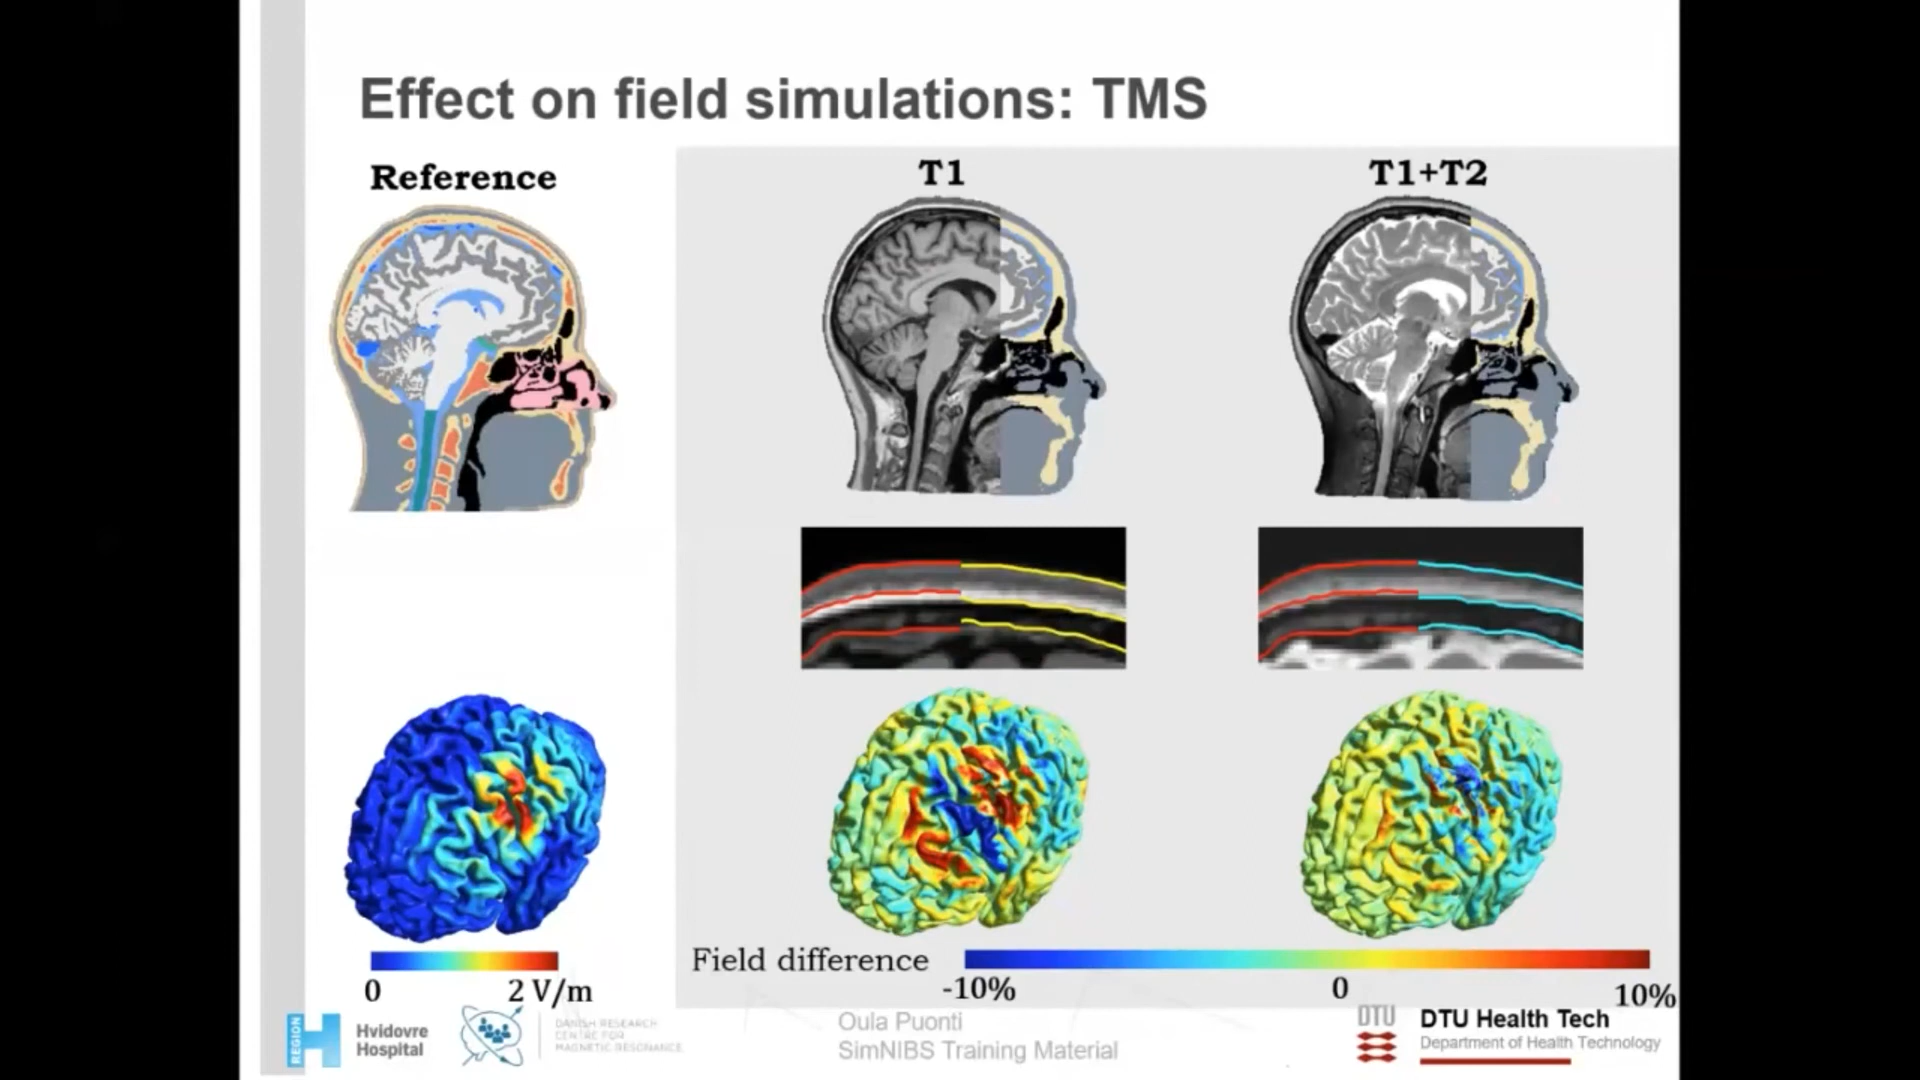 Effect on field simulations: TMS
Reference
T1
T1+T2
0
2 V/m
Field difference
-10%
0
10%
REGION H
Hvidovre
Hospital
DANISH RESEARCH
CENTRE FOR
MAGNETIC RESONANCE
Oula Puonti
SimNIBS Training Material
DTU
DTU Health Tech
Department of Health Technology